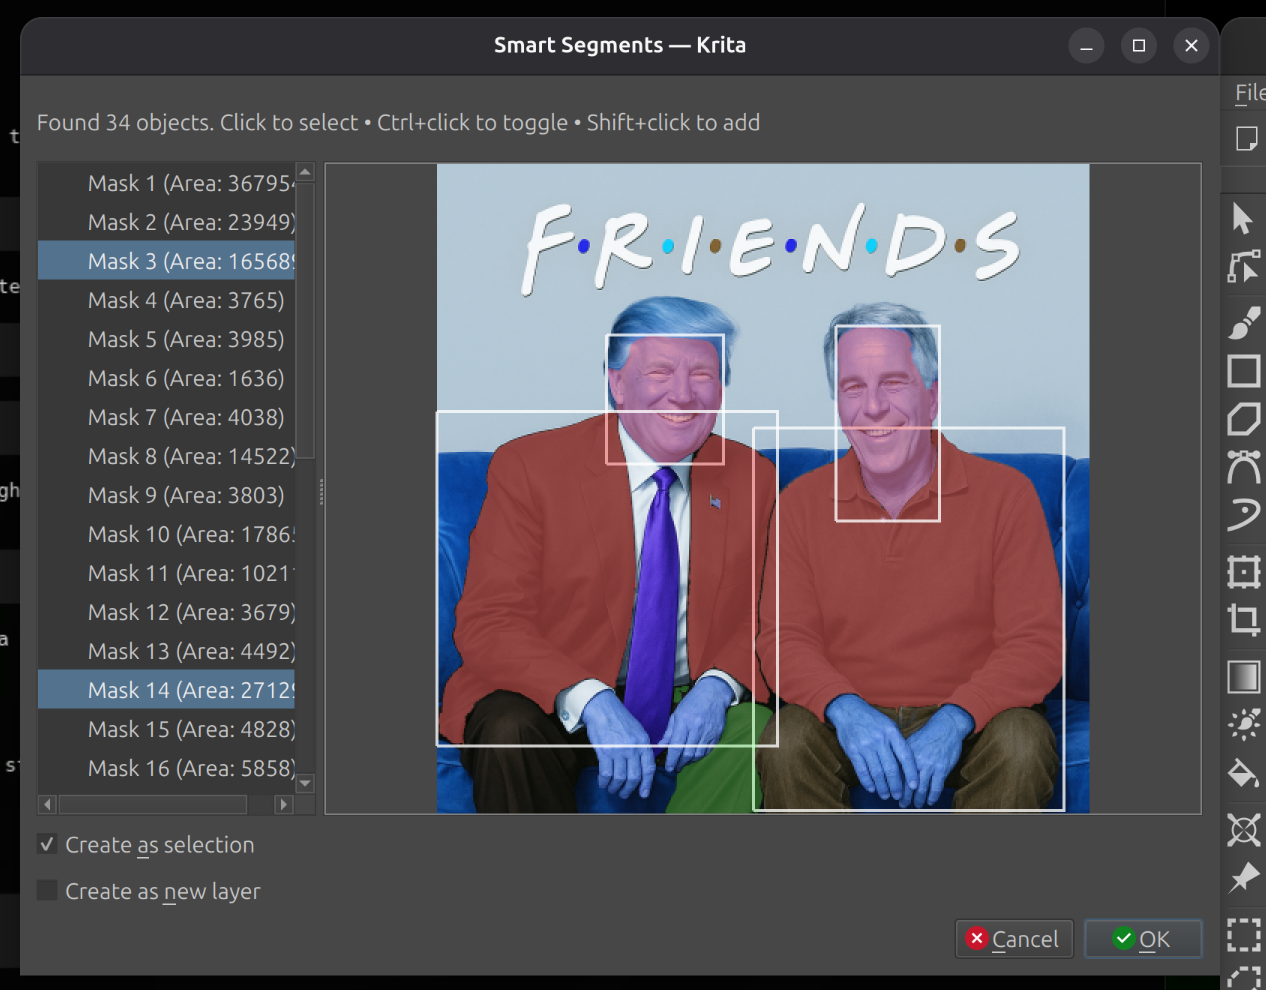 Smart Segments — Krita
File
Found 34 objects. Click to select • Ctrl+click to toggle • Shift+click to add
Mask 1 (Area: 36795
Mask 2 (Area: 23949)
Mask 3 (Area: 16568
Mask 4 (Area: 3765)
Mask 5 (Area: 3985)
Mask 6 (Area: 1636)
Mask 7 (Area: 4038)
Mask 8 (Area: 14522)
Mask 9 (Area: 3803)
Mask 10 (Area: 1786
Mask 11 (Area: 1021
Mask 12 (Area: 3679)
Mask 13 (Area: 4492)
Mask 14 (Area: 2712
Mask 15 (Area: 4828)
Mask 16 (Area: 5858)
F•R•I•E•N•D•S
Create as selection
Create as new layer
Cancel
OK